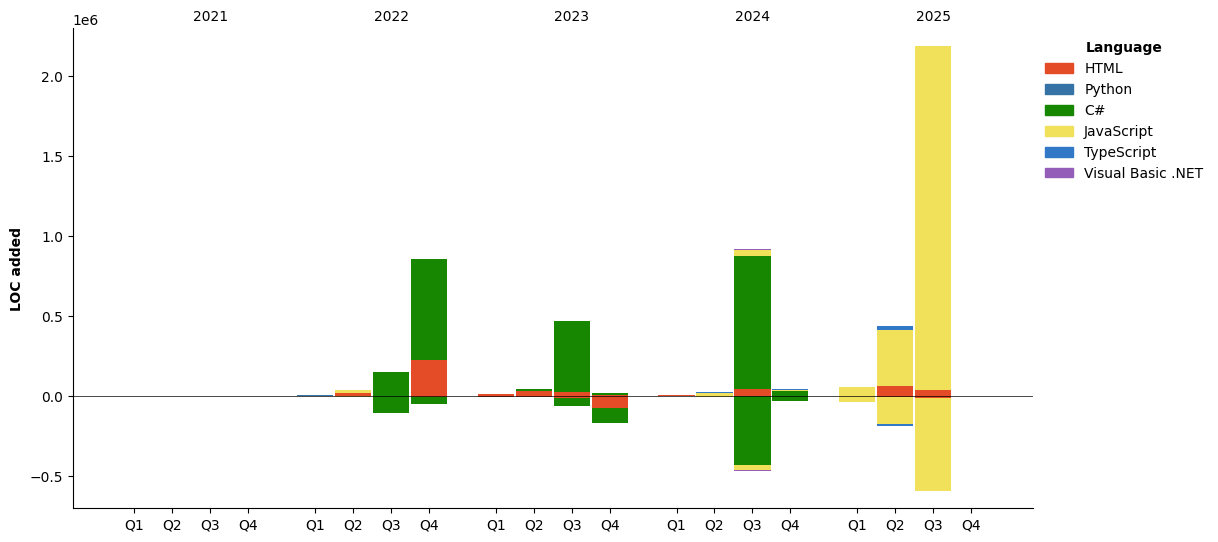 2021 2022 2023 2024 2025
1e6
Language
HTML
Python
C#
JavaScript
TypeScript
Visual Basic .NET
LOC added
2.0
1.5
1.0
0.5
0.0
−0.5
Q1 Q2 Q3 Q4 Q1 Q2 Q3 Q4 Q1 Q2 Q3 Q4 Q1 Q2 Q3 Q4 Q1 Q2 Q3 Q4